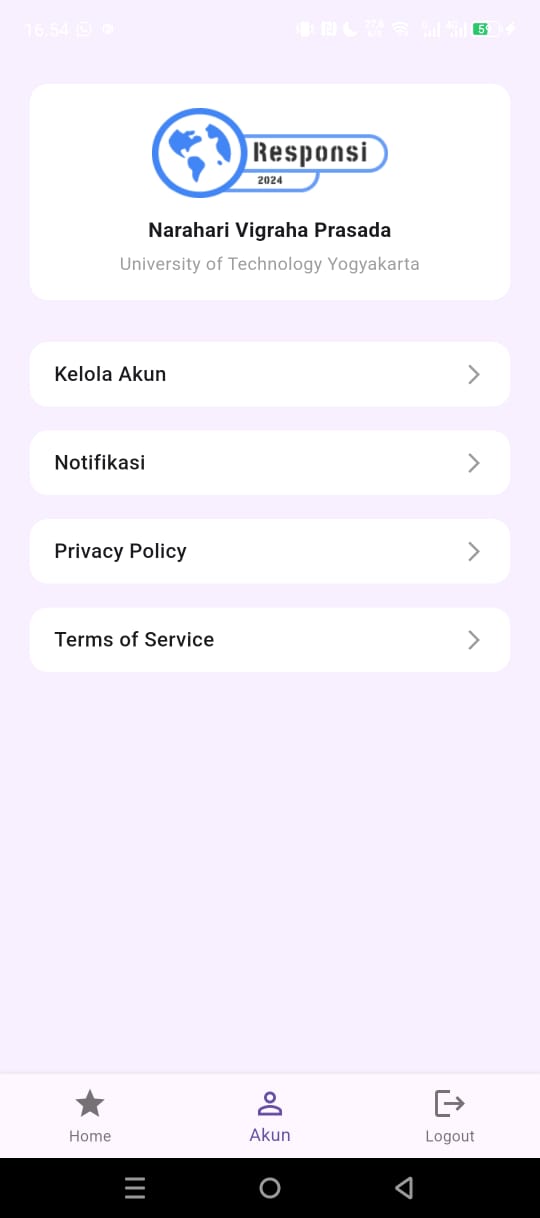 16.54
Responsi
2024
Narahari Vigraha Prasada
University of Technology Yogyakarta
Kelola Akun
Notifikasi
Privacy Policy
Terms of Service
Home
Akun
Logout